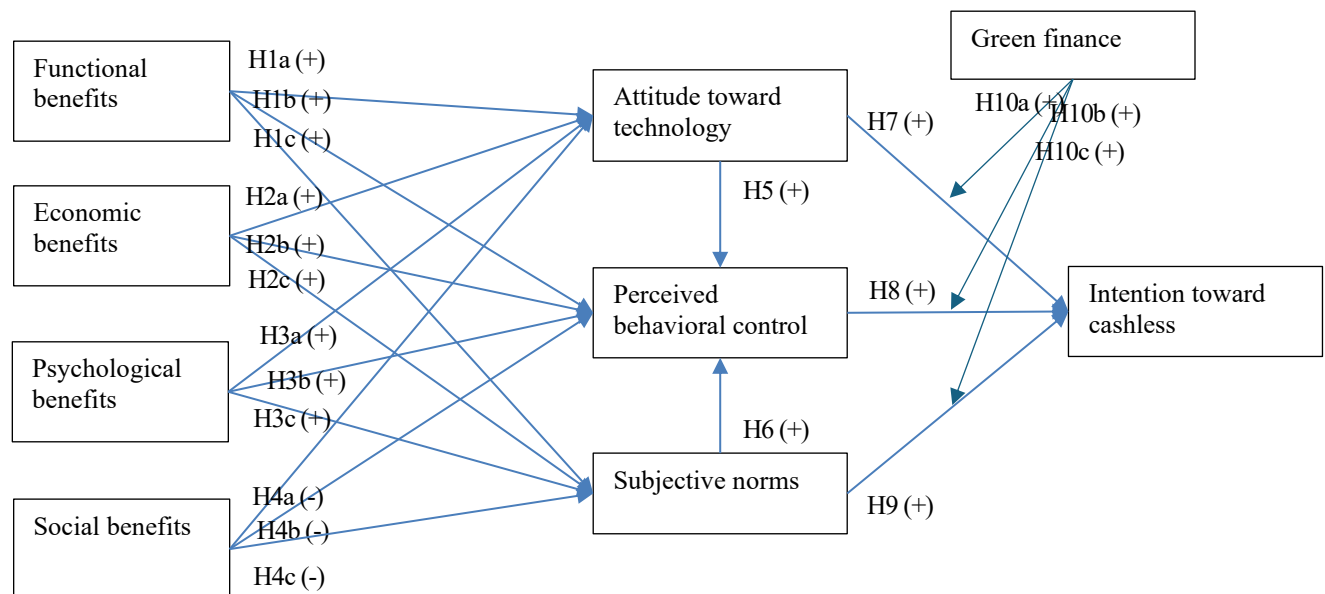 Green finance
Functional
benefits
H1a (+)
H1b (+)
H1c (+)
Attitude toward
technology
H7 (+)
H10a (+)
H10b (+)
H10c (+)
Economic
benefits
H2a (+)
H2b (+)
H2c (+)
H5 (+)
Perceived
behavioral control
H8 (+)
Intention toward
cashless
Psychological
benefits
H3a (+)
H3b (+)
H3c (+)
H6 (+)
Subjective norms
H9 (+)
Social benefits
H4a (-)
H4b (-)
H4c (-)